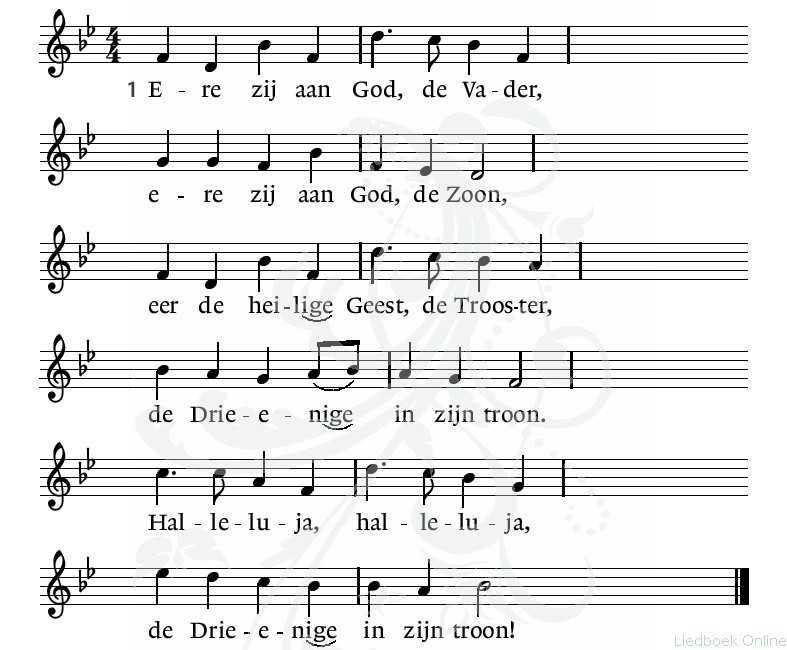 1 E - re zij aan God, de Va - der,
e - re zij aan God, de Zoon,
eer de hei - lige Geest, de Troos - ter,
de Drie - e - nige in zijn troon.
Hal - le - lu - ja, hal - le - lu - ja,
de Drie - e - nige in zijn troon!
Liedboek Online